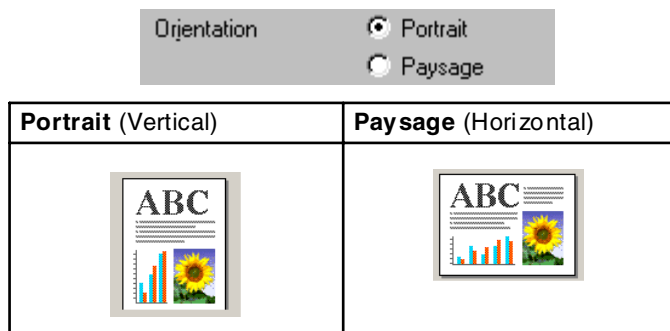 Orientation Portrait
Paysage
Portrait (Vertical) Paysage (Horizontal)
ABC ABC